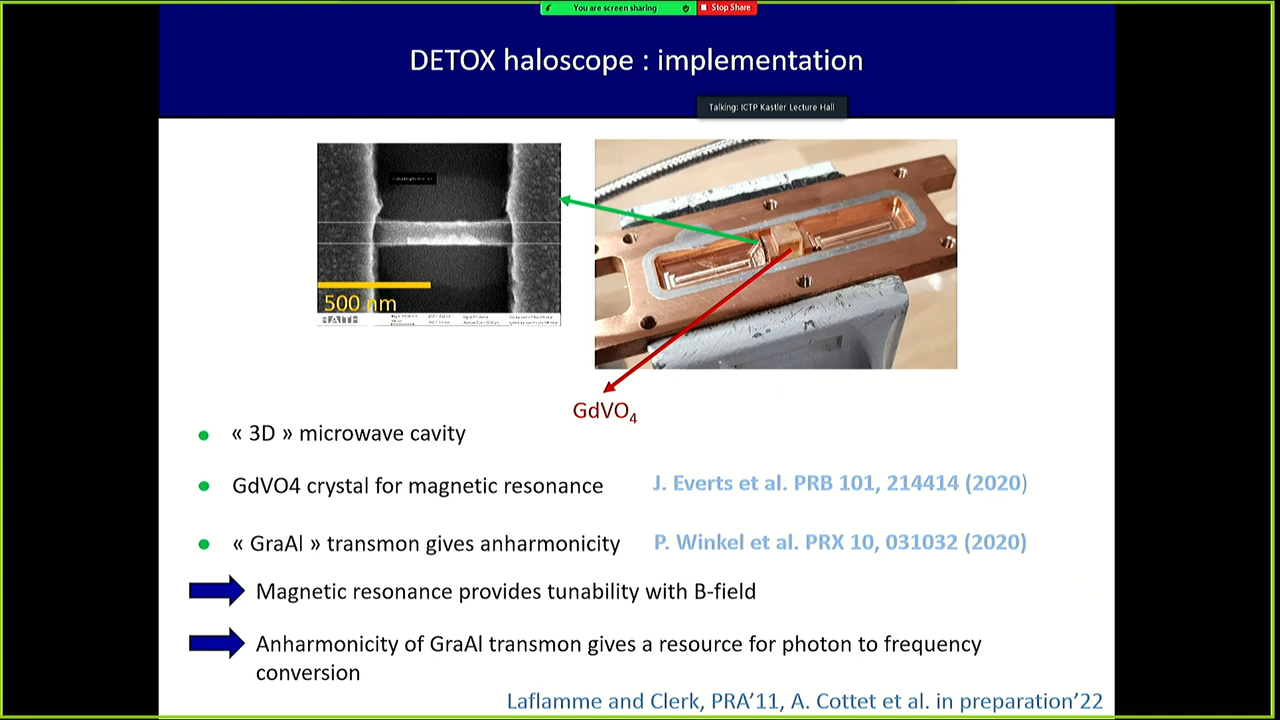 You are screen sharing
Stop Share
DETOX haloscope : implementation
Talking: ICTP Kastler Lecture Hall
500 nm
RAITH
GdVO4
« 3D » microwave cavity
GdVO4 crystal for magnetic resonance
J. Everts et al. PRB 101, 214414 (2020)
« GraAl » transmon gives anharmonicity
P. Winkel et al. PRX 10, 031032 (2020)
Magnetic resonance provides tunability with B-field
Anharmonicity of GraAl transmon gives a resource for photon to frequency
conversion
Laflamme and Clerk, PRA’11, A. Cottet et al. in preparation’22